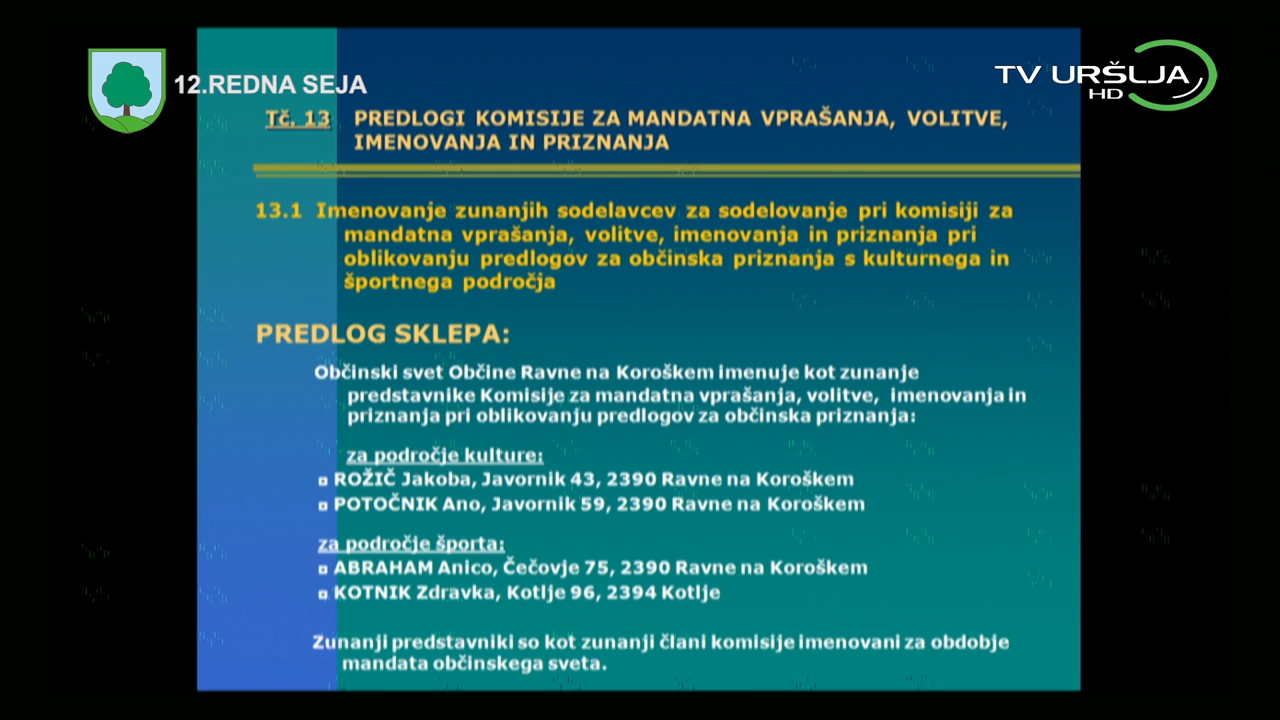 12.REDNA SEJA
TV URŠLJA
HD
Tč. 13 PREDLOGI KOMISIJE ZA MANDATNA VPRAŠANJA, VOLITVE,
IMENOVANJA IN PRIZNANJA
13.1 Imenovanje zunanjih sodelavcev za sodelovanje pri komisiji za
mandatna vprašanja, volitve, imenovanja in priznanja pri
oblikovanju predlogov za občinska priznanja s kulturnega in
športnega področja
PREDLOG SKLEPA:
Občinski svet Občine Ravne na Koroškem imenuje kot zunanje
predstavnike Komisije za mandatna vprašanja, volitve, imenovanja in
priznanja pri oblikovanju predlogov za občinska priznanja:
za področje kulture:
ROŽIČ Jakoba, Javornik 43, 2390 Ravne na Koroškem
POTOČNIK Ano, Javornik 59, 2390 Ravne na Koroškem
za področje športa:
ABRAHAM Anico, Čečovje 75, 2390 Ravne na Koroškem
KOTNIK Zdravka, Kotlje 96, 2394 Kotlje
Zunanji predstavniki so kot zunanji člani komisije imenovani za obdobje
mandata občinskega sveta.